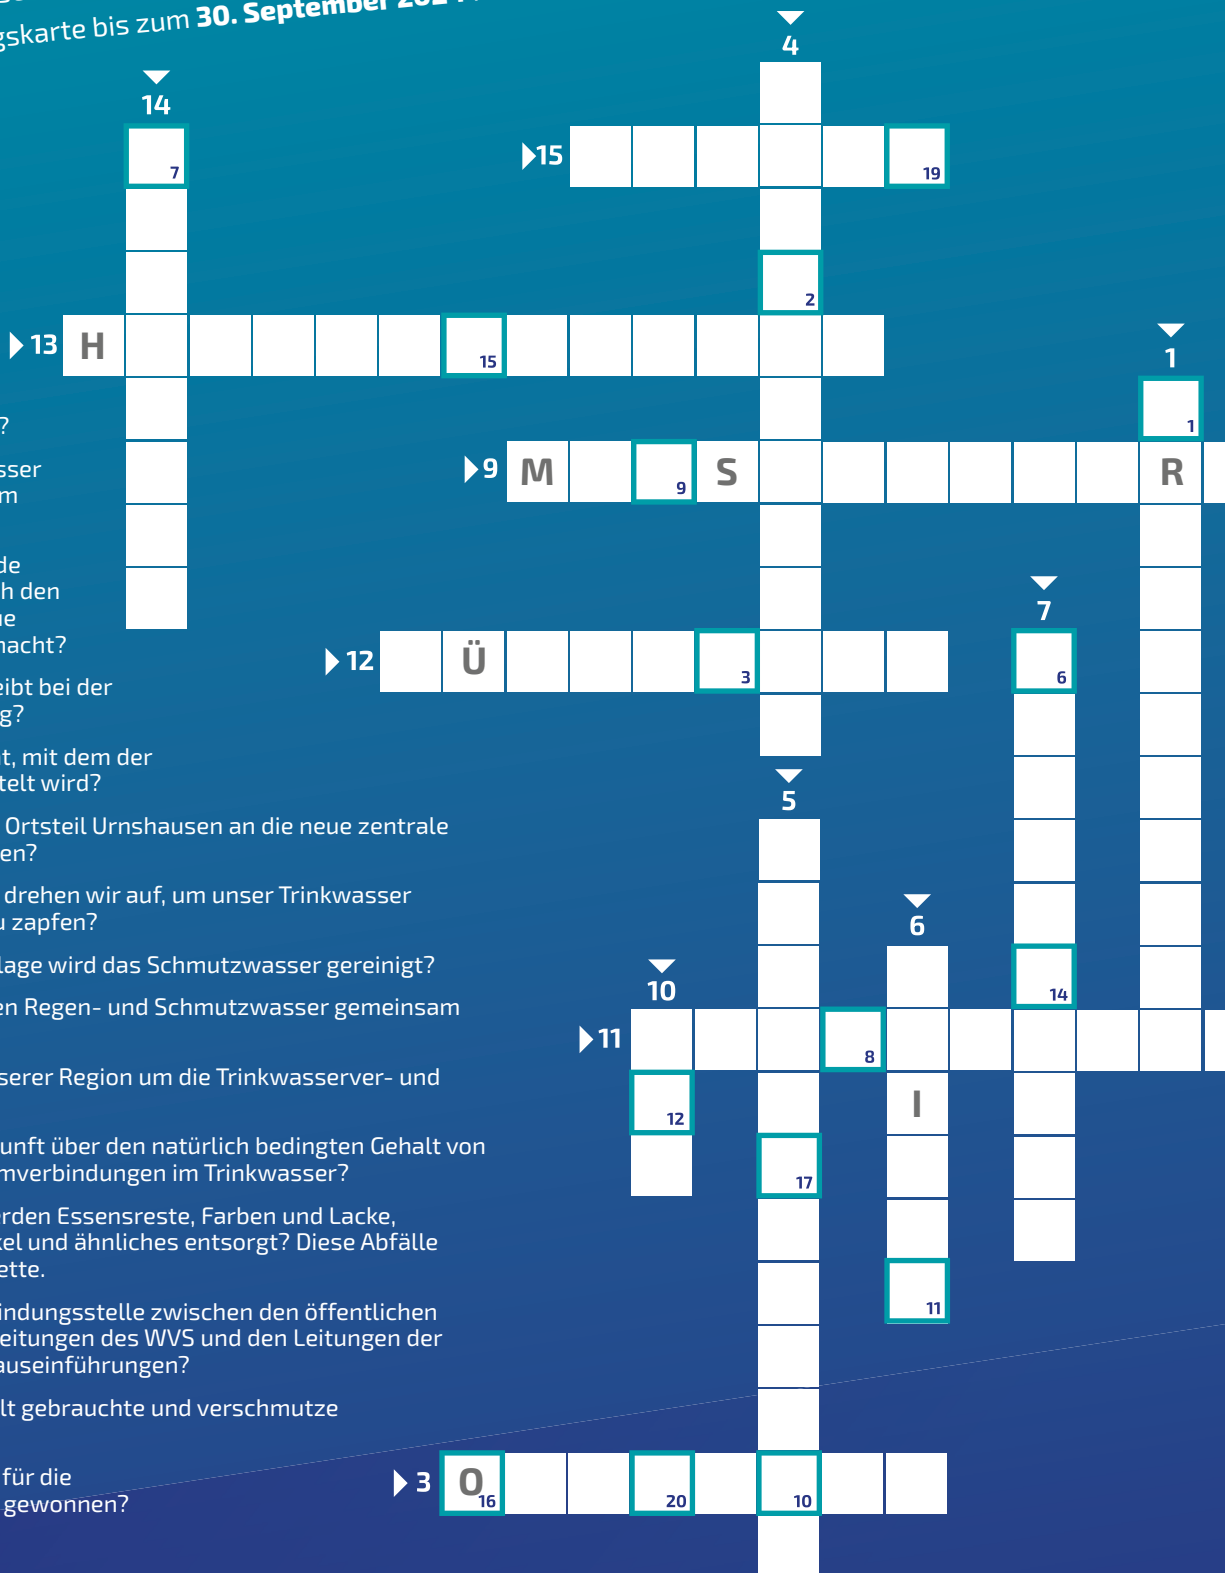 gskarte bis zum 30. September
4
14
7
15
19
2
13
H
15
1
1
?
9
M
9
S
R
sser
m
de
h den
ue
nacht?
7
6
12
Ü
3
eibt bei der
g?
t, mit dem der
telt wird?
5
Ortsteil Urnshausen an die neue zentrale
en?
drehen wir auf, um unser Trinkwasser
u zapfen?
6
lage wird das Schmutzwasser gereinigt?
10
14
en Regen- und Schmutzwasser gemeinsam
11
8
serer Region um die Trinkwasserver- und
12
I
kunft über den natürlich bedingten Gehalt von
mverbindungen im Trinkwasser?
17
erden Essensreste, Farben und Lacke,
kel und ähnliches entsorgt? Diese Abfälle
ette.
11
indungsstelle zwischen den öffentlichen
eitungen des WVS und den Leitungen der
auseinführungen?
lt gebrauchte und verschmutze
für die
gewonnen?
3
O
16
20
10